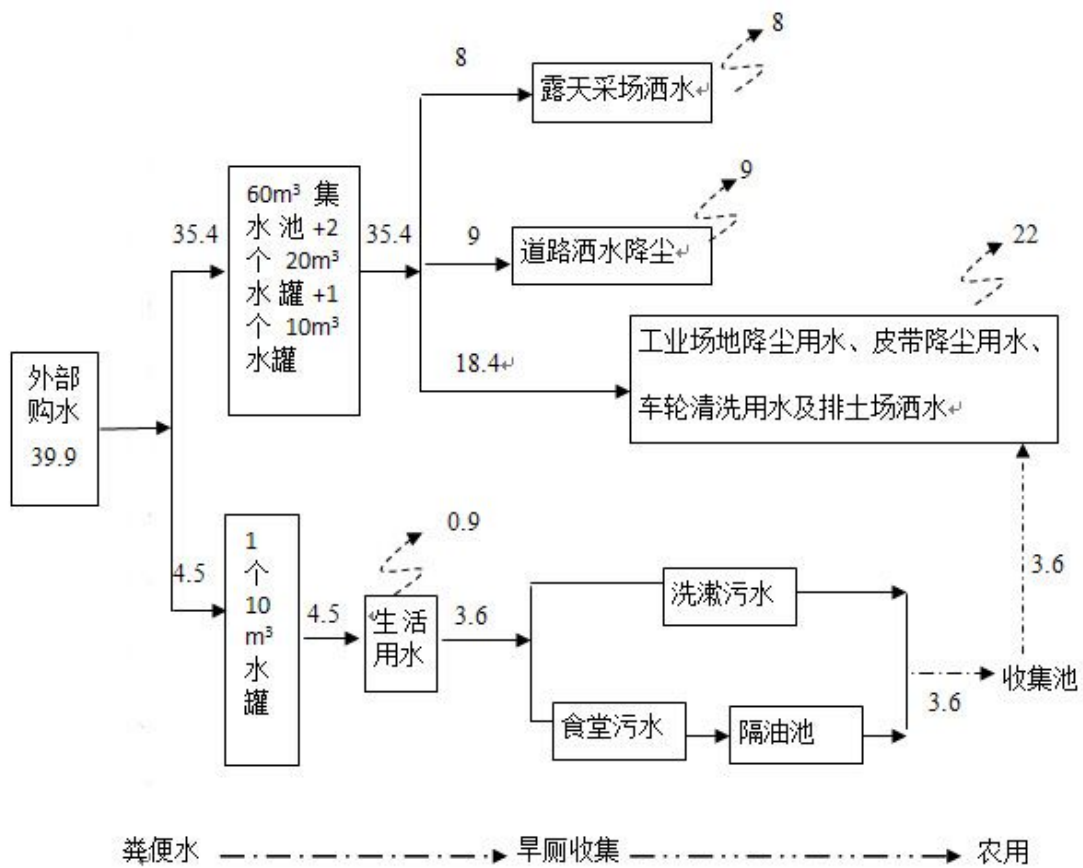 8
8
露天采场洒水↵
60m³ 集
水池+2
个 20m³
水罐+1
个 10m³
水罐
35.4
35.4
9
9
道路洒水降尘↵
22
工业场地降尘用水、皮带降尘用水、
车轮清洗用水及排土场洒水↵
18.4↵
外部
购水
39.9
0.9
1
个
10
m³
水
罐
4.5
4.5
生活
用水
3.6
洗漱污水
3.6
收集池
3.6
食堂污水
隔油池
粪便水
旱厕收集
农用